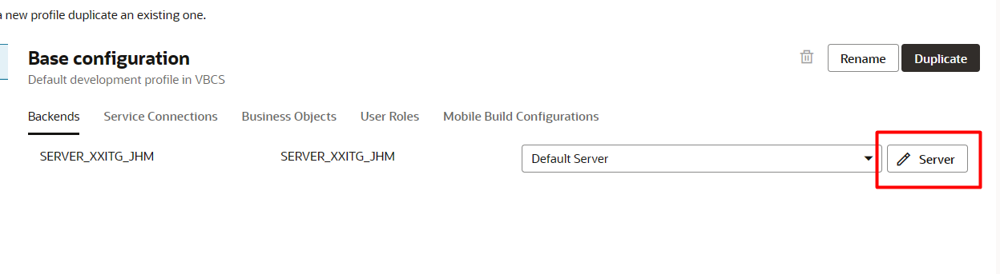 a new profile duplicate an existing one.
Base configuration
Rename
Duplicate
Default development profile in VBCS
Backends Service Connections Business Objects User Roles Mobile Build Configurations
SERVER_XXITG_JHM SERVER_XXITG_JHM Default Server Server